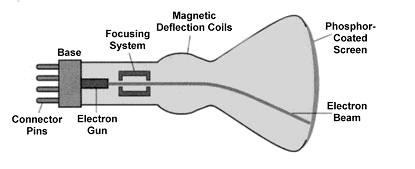 Magnetic
Deflection Coils
Phosphor-
Coated
Screen
Focusing
System
Base
Connector
Pins
Electron
Gun
Electron
Beam